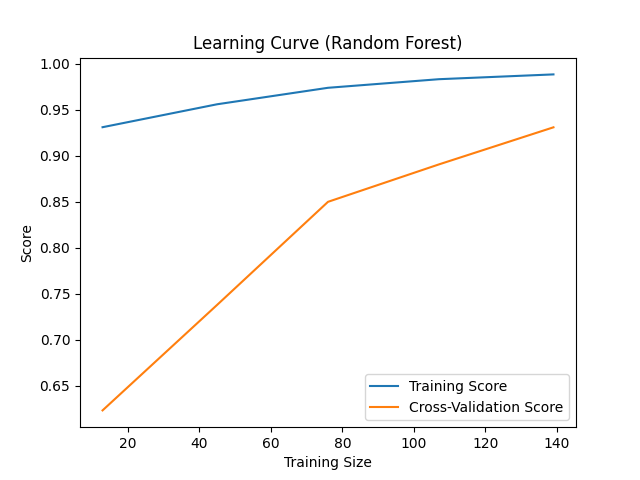 Learning Curve (Random Forest)
1.00
0.95
0.90
0.85
0.80
0.75
0.70
0.65
Score
20 40 60 80 100 120 140
Training Size
Training Score
Cross-Validation Score